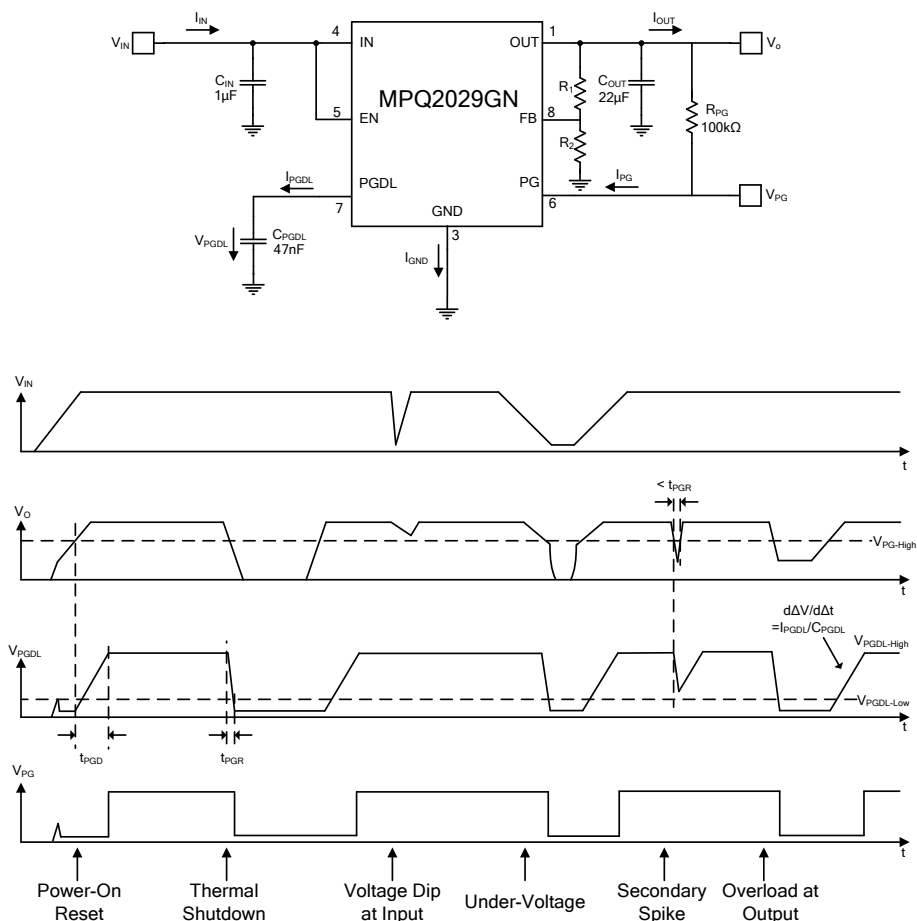 I_IN
I_OUT
V_IN
4
IN
OUT
1
V_o
C_IN
1µF
R_1
C_OUT
22µF
MPQ2029GN
R_PG
100kΩ
5
EN
FB
8
R_2
I_PGDL
PGDL
7
PG
6
I_PG
V_PG
GND
3
V_PGDL
C_PGDL
47nF
I_GND
V_IN
t
< t_PGR
V_O
V_PG-High
t
dΔV/dΔt
=I_PGDL/C_PGDL
V_PGDL
V_PGDL-High
V_PGDL-Low
t
t_PGD
t_PGR
V_PG
t
Power-On
Reset
Thermal
Shutdown
Voltage Dip
at Input
Under-Voltage
Secondary
Spike
Overload at
Output